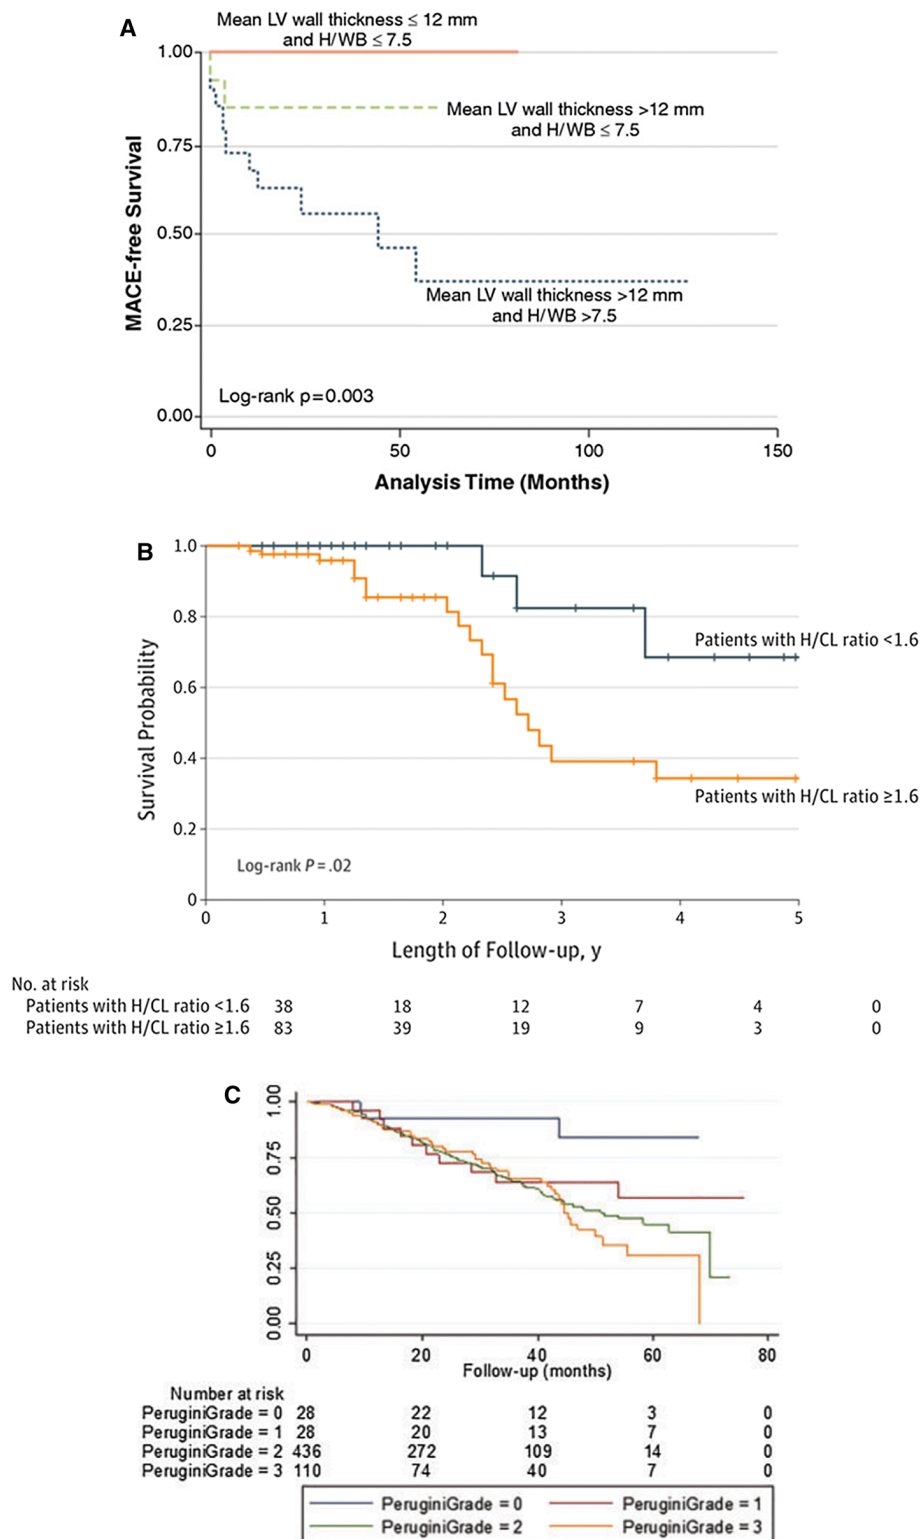 A
Mean LV wall thickness ≤ 12 mm
and H/WB ≤ 7.5
1.00
Mean LV wall thickness >12 mm
and H/WB ≤ 7.5
0.75
MACE-free Survival
0.50
Mean LV wall thickness >12 mm
and H/WB >7.5
0.25
Log-rank p=0.003
0.00
0 50 100 150
Analysis Time (Months)
B
1.0
0.8
Patients with H/CL ratio <1.6
0.6
Survival Probability
0.4
Patients with H/CL ratio ≥1.6
0.2
Log-rank P=.02
0
0 1 2 3 4 5
Length of Follow-up, y
No. at risk
Patients with H/CL ratio <1.6 38 18 12 7 4 0
Patients with H/CL ratio ≥1.6 83 39 19 9 3 0
C
1.00
0.75
0.50
0.25
0.00
0 20 40 60 80
Follow-up (months)
Number at risk
PeruginiGrade = 0 28 22 12 3 0
PeruginiGrade = 1 28 20 13 7 0
PeruginiGrade = 2 436 272 109 14 0
PeruginiGrade = 3 110 74 40 7 0
PeruginiGrade = 0 PeruginiGrade = 1
PeruginiGrade = 2 PeruginiGrade = 3